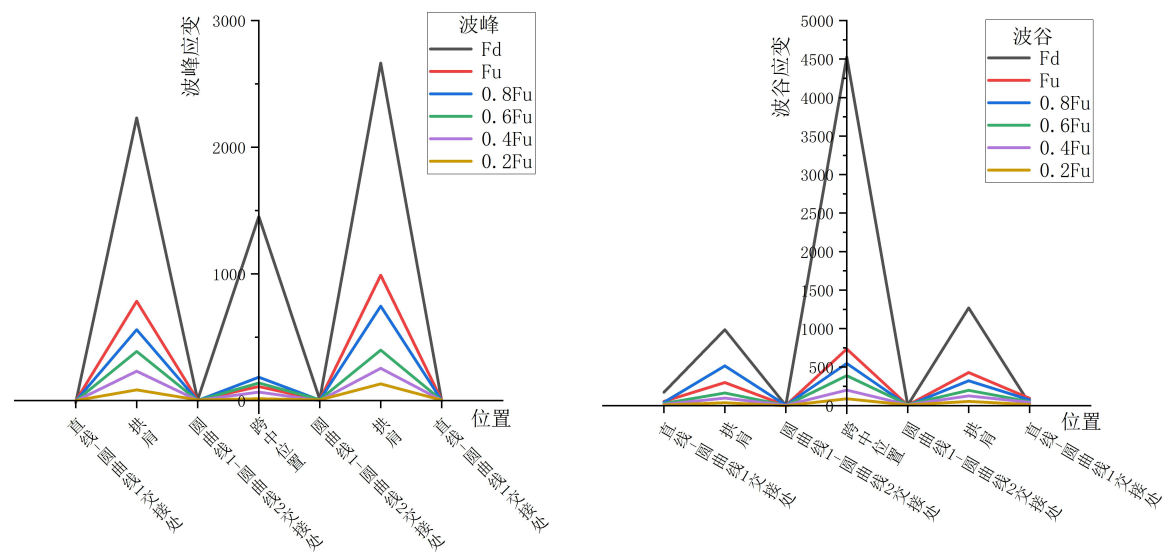 波峰应变
3000
2000
1000
0
波峰
Fd
Fu
0.8Fu
0.6Fu
0.4Fu
0.2Fu
位置
直线-圆曲线1交接处
拱肩
圆曲线1-圆曲线2交接处
跨中位置
圆曲线1-圆曲线2交接处
拱肩
直线-圆曲线1交接处
波谷应变
5000
4500
4000
3500
3000
2500
2000
1500
1000
500
0
波谷
Fd
Fu
0.8Fu
0.6Fu
0.4Fu
0.2Fu
位置
直线-圆曲线1交接处
拱肩
圆曲线1-圆曲线2交接处
跨中位置
圆曲线1-圆曲线2交接处
拱肩
直线-圆曲线1交接处